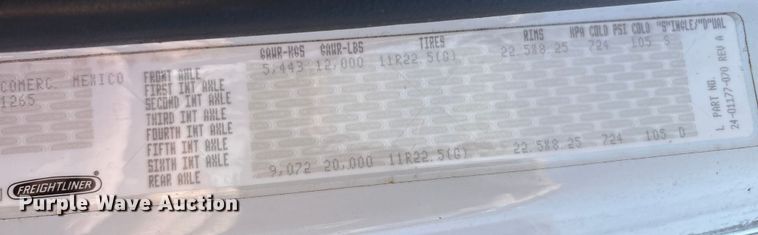 GAWR-KGS GAWR-LBS TIRES RIMS KPA COLD PSI COLD "S"INGLE/"D"UAL
FRONT AXLE 5,443 12,000 11R22.5(G) 22.5X8.25 724 105 S
COMERC. MEXICO FIRST INT AXLE
1265 SECOND INT AXLE
THIRD INT AXLE
FOURTH INT AXLE
FIFTH INT AXLE
SIXTH INT AXLE
REAR AXLE 9,072 20,000 11R22.5(G) 22.5X8.25 724 105 D
L PART NO.
24-01177-070 REV A
FREIGHTLINER
Purple Wave Auction